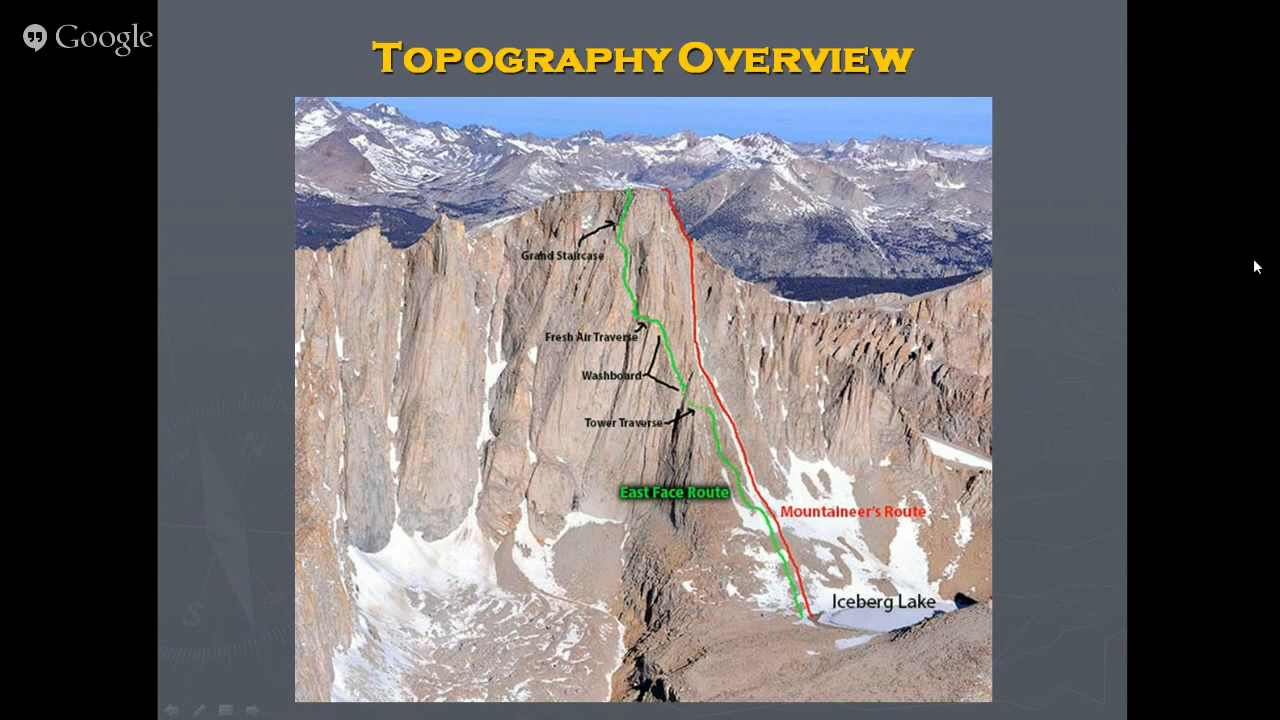 Google
TOPOGRAPHY OVERVIEW
Grand Staircase
Fresh Air Traverse
Washboard
Tower Traverse
East Face Route
Mountaineer's Route
Iceberg Lake
N
S